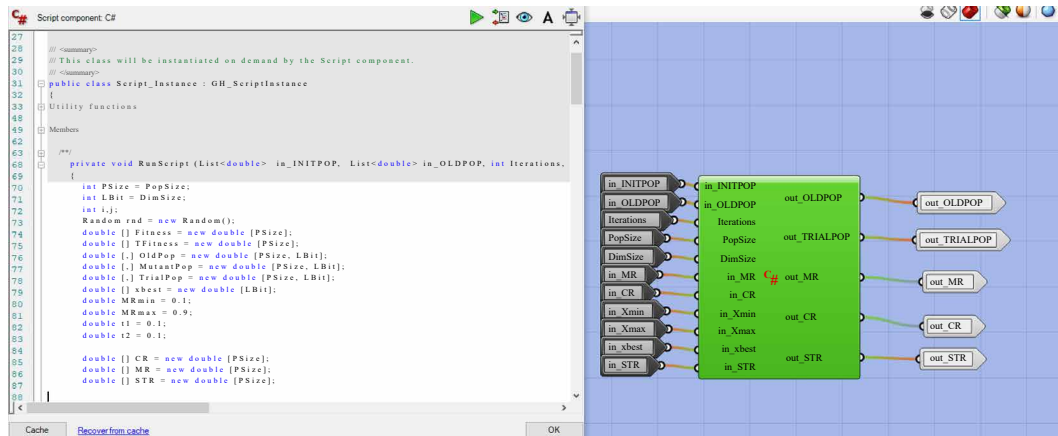 C# Script component: C#
A
27
28 /// <summary>
29 /// This class will be instantiated on demand by the Script component.
30 /// </summary>
31 public class Script_Instance : GH_ScriptInstance
32 {
33 Utility functions
48
49 Members
62
63 /**/
68 private void RunScript (List<double> in_INITPOP, List<double> in_OLDPOP, int Iterations,
69 {
70 int PSize = PopSize;
71 int LBit = DimSize;
72 int i,j;
73 Random rnd = new Random();
74 double [] Fitness = new double [PSize];
75 double [] TFitness = new double [PSize];
76 double [,] OldPop = new double [PSize, LBit];
77 double [,] MutantPop = new double [PSize, LBit];
78 double [,] TrialPop = new double [PSize, LBit];
79 double [] xbest = new double [LBit];
80 double MRmin = 0.1;
81 double MRmax = 0.9;
82 double t1 = 0.1;
83 double t2 = 0.1;
84
85 double [] CR = new double [PSize];
86 double [] MR = new double [PSize];
87 double [] STR = new double [PSize];
88
Cache Recover from cache OK
in_INITPOP
in_OLDPOP
Iterations
PopSize
DimSize
in_MR
in_CR
in_Xmin
in_Xmax
in_xbest
in_STR
in_INITPOP
in_OLDPOP
Iterations
PopSize
DimSize
in_MR
in_CR
in_Xmin
in_Xmax
in_xbest
in_STR
C#
out_OLDPOP
out_TRIALPOP
out_MR
out_CR
out_STR
out_OLDPOP
out_TRIALPOP
out_MR
out_CR
out_STR